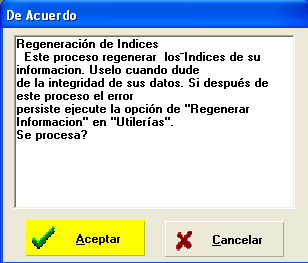 De Acuerdo
Regeneración de Indices
Este proceso regenerar los Indices de su
informacion. Uselo cuando dude
de la integridad de sus datos. Si después de
este proceso el error
persiste ejecute la opción de "Regenerar
Informacion" en "Utilerías".
Se procesa?
Aceptar
Cancelar